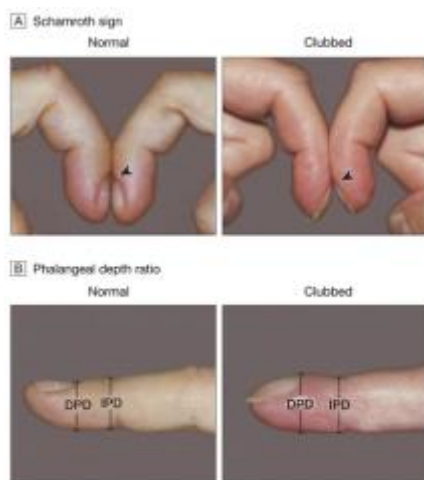 A Schamroth sign
Normal Clubbed
B Phalangeal depth ratio
Normal Clubbed
DPD IPD DPD IPD